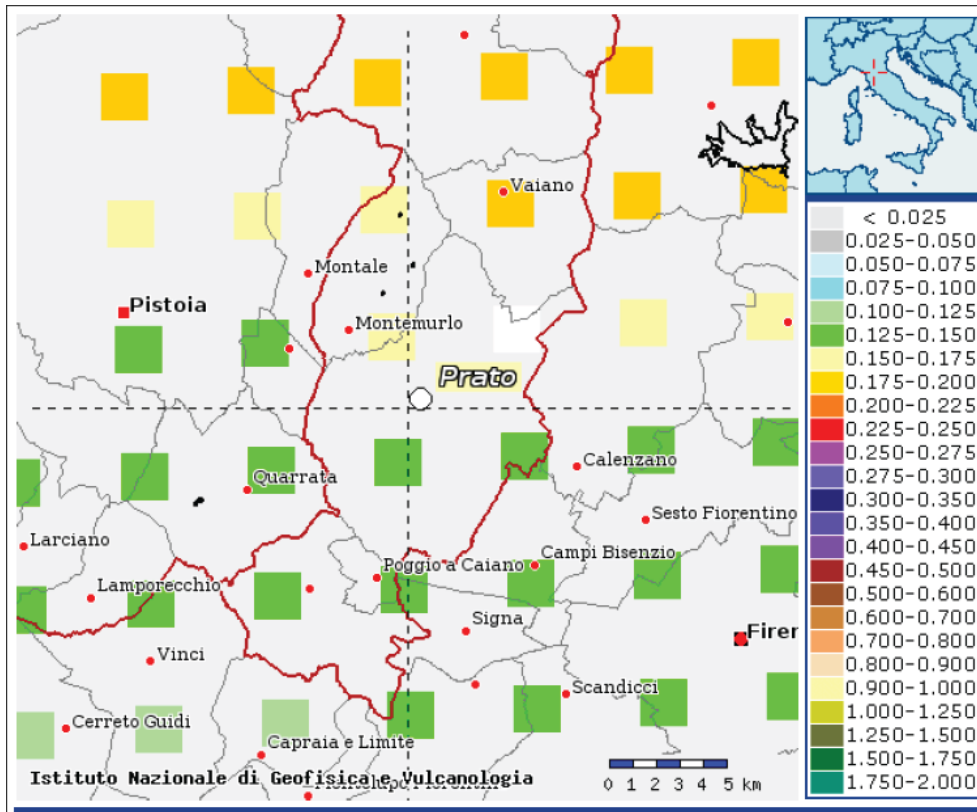 Vaiano
Montale
Pistoia
Montemurlo
Prato
Calenzano
Quarrata
Sesto Fiorentino
Larciano
Campi Bisenzio
Poggio a Caiano
Lamporecchio
Signa
Firen
Vinci
Scandicci
Cerreto Guidi
Capraia e Limite
Istituto Nazionale di Geofisica e Vulcanologia
0 1 2 3 4 5 km
< 0.025
0.025-0.050
0.050-0.075
0.075-0.100
0.100-0.125
0.125-0.150
0.150-0.175
0.175-0.200
0.200-0.225
0.225-0.250
0.250-0.275
0.275-0.300
0.300-0.350
0.350-0.400
0.400-0.450
0.450-0.500
0.500-0.600
0.600-0.700
0.700-0.800
0.800-0.900
0.900-1.000
1.000-1.250
1.250-1.500
1.500-1.750
1.750-2.000